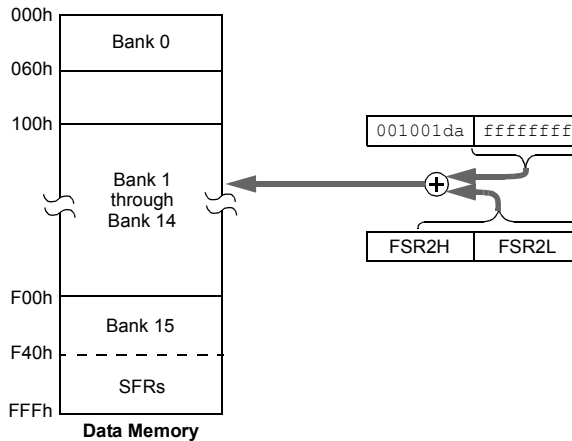 000h
Bank 0
060h
100h
001001da ffffffff
Bank 1
through
Bank 14
FSR2H FSR2L
F00h
Bank 15
F40h
SFRs
FFFh
Data Memory